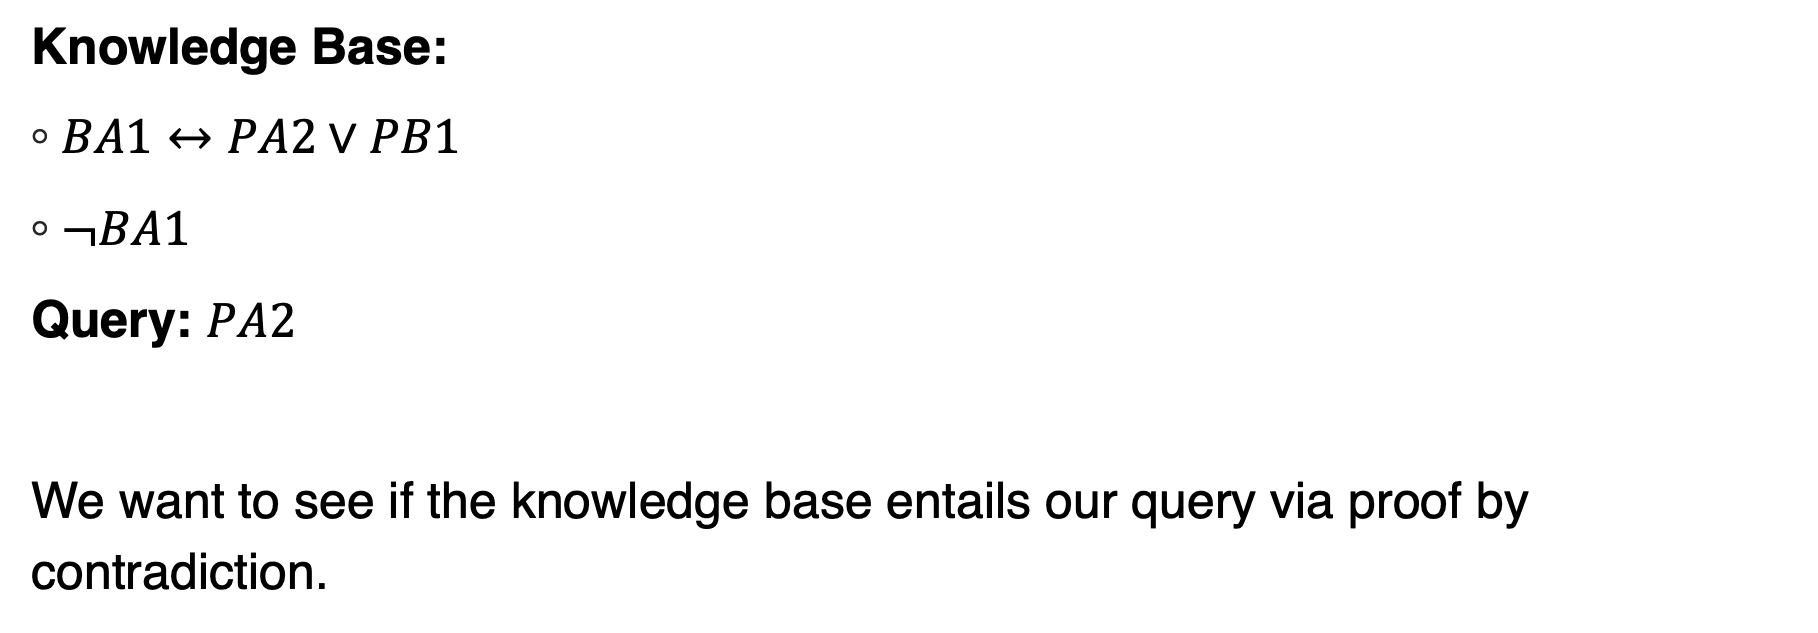 Knowledge Base:
∘ BA1 ↔ PA2 ∨ PB1
∘ ¬BA1
Query: PA2
We want to see if the knowledge base entails our query via proof by
contradiction.